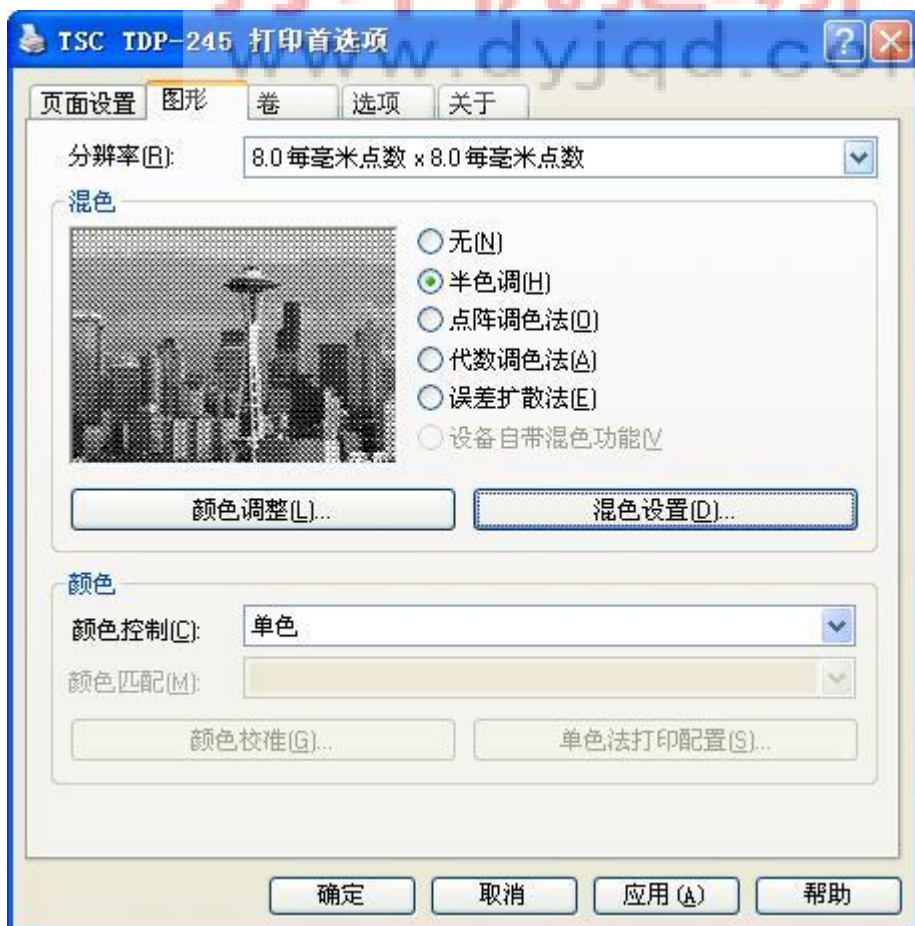 www.dyjqd.com
TSC TDP-245 打印首选项
页面设置 图形 卷 选项 关于
分辨率(R): 8.0 每毫米点数 x 8.0 每毫米点数
混色
无(N)
半色调(H)
点阵调色法(O)
代数调色法(A)
误差扩散法(E)
设备自带混色功能(V
颜色调整(L)... 混色设置(D)...
颜色
颜色控制(C): 单色
颜色匹配(M):
颜色校准(G)... 单色法打印配置(S)...
确定 取消 应用(A) 帮助